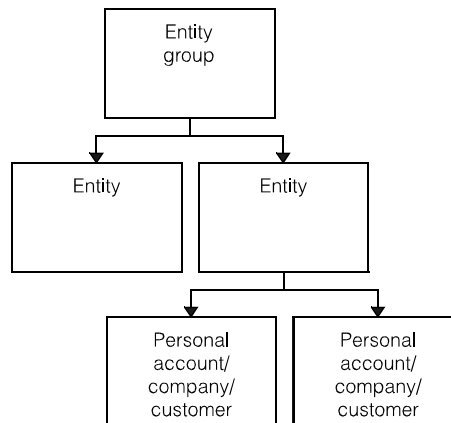 Entity
group
Entity
Entity
Personal
account/
company/
customer
Personal
account/
company/
customer